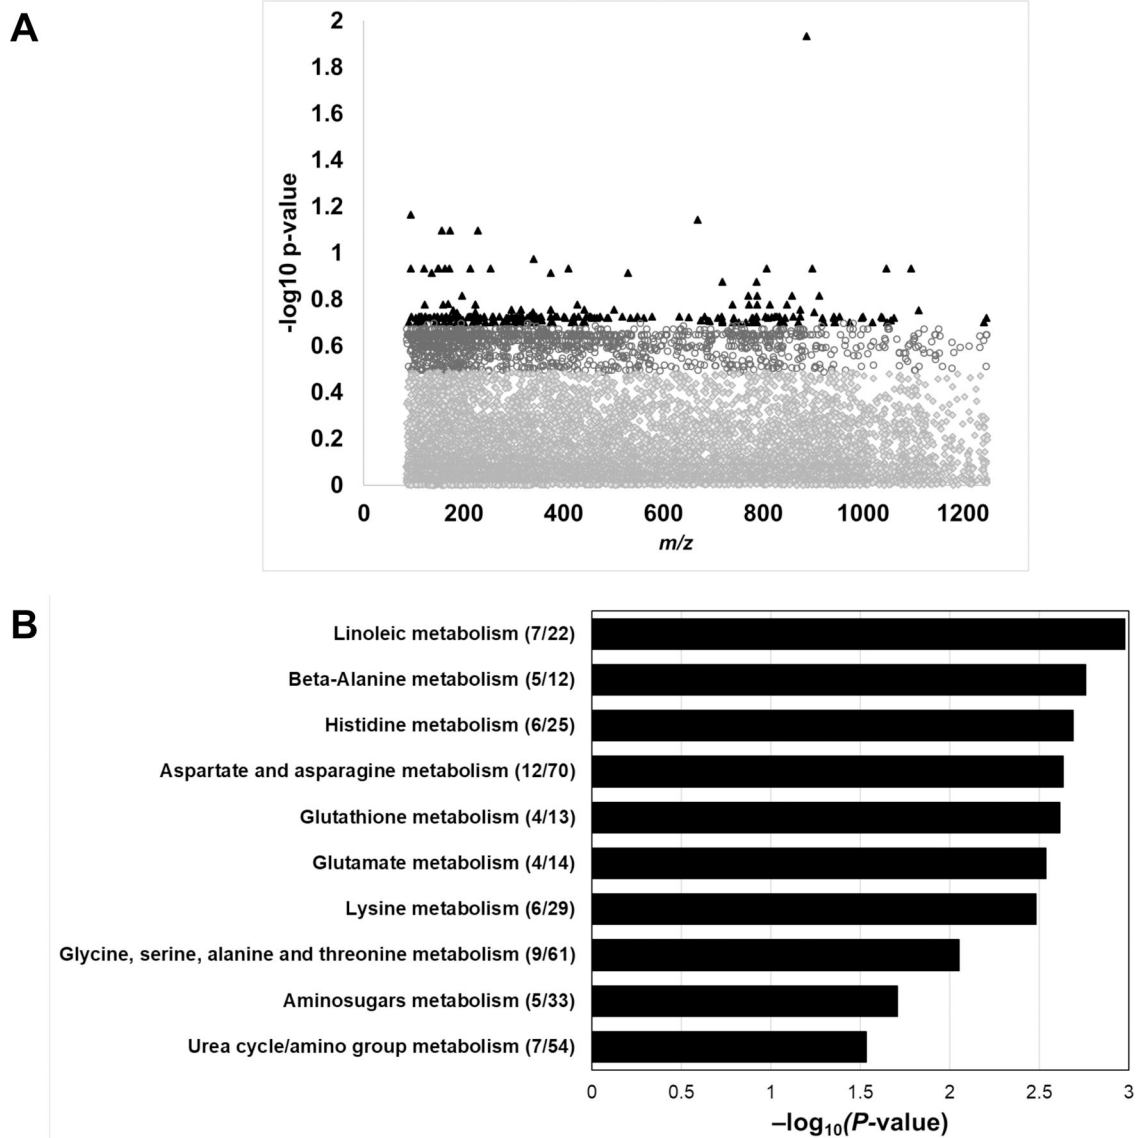 A
2
1.8
1.6
1.4
1.2
1
0.8
0.6
0.4
0.2
0
-log10 p-value
0 200 400 600 800 1000 1200
m/z
B
Linoleic metabolism (7/22)
Beta-Alanine metabolism (5/12)
Histidine metabolism (6/25)
Aspartate and asparagine metabolism (12/70)
Glutathione metabolism (4/13)
Glutamate metabolism (4/14)
Lysine metabolism (6/29)
Glycine, serine, alanine and threonine metabolism (9/61)
Aminosugars metabolism (5/33)
Urea cycle/amino group metabolism (7/54)
0 0.5 1 1.5 2 2.5 3
–log₁₀(P-value)